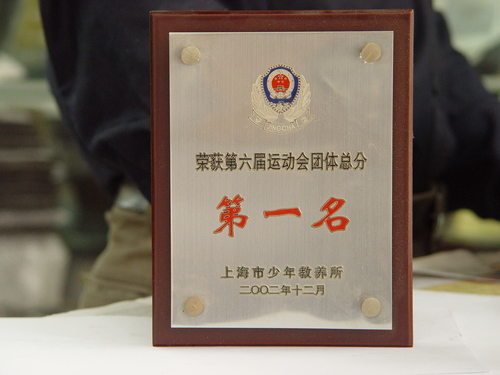 JINGCHA
荣获第六届运动会团体总分
第一名
上海市少年教养所
二〇〇二年十二月